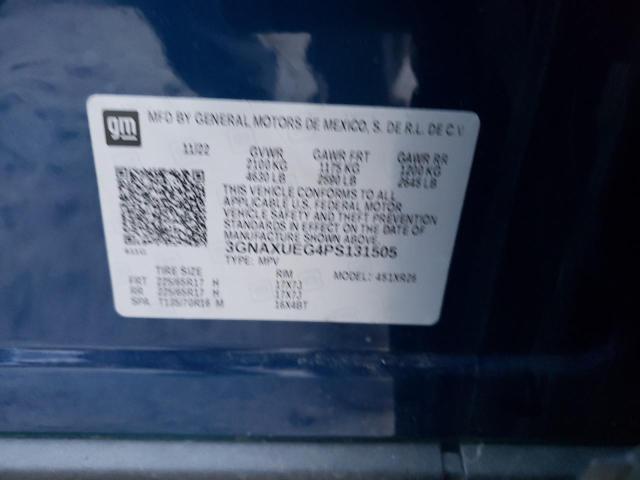 gm
MFD BY GENERAL MOTORS DE MEXICO, S. DE R.L. DE C.V.
11/22 GVWR GAWR FRT GAWR RR
2100 KG 1175 KG 1200 KG
4630 LB 2590 LB 2645 LB
THIS VEHICLE CONFORMS TO ALL
APPLICABLE U.S. FEDERAL MOTOR
VEHICLE SAFETY AND THEFT PREVENTION
STANDARDS IN EFFECT ON THE DATE OF
MANUFACTURE SHOWN ABOVE.
3GNAXUEG4PS131505
TYPE: MPV MODEL: 4S1XR26
TIRE SIZE RIM
FRT 225/65R17 H 17X7J
RR 225/65R17 H 17X7J
SPA T135/70R16 M 16X4BT